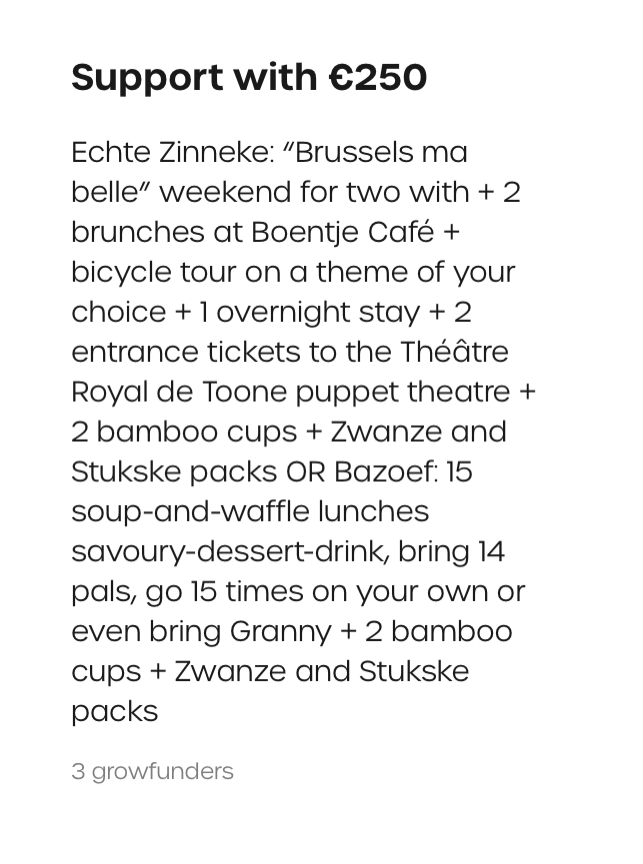 Support with €250
Echte Zinneke: “Brussels ma
belle” weekend for two with + 2
brunches at Boentje Café +
bicycle tour on a theme of your
choice + 1 overnight stay + 2
entrance tickets to the Théâtre
Royal de Toone puppet theatre +
2 bamboo cups + Zwanze and
Stukske packs OR Bazoef: 15
soup-and-waffle lunches
savoury-dessert-drink, bring 14
pals, go 15 times on your own or
even bring Granny + 2 bamboo
cups + Zwanze and Stukske
packs
3 growfunders